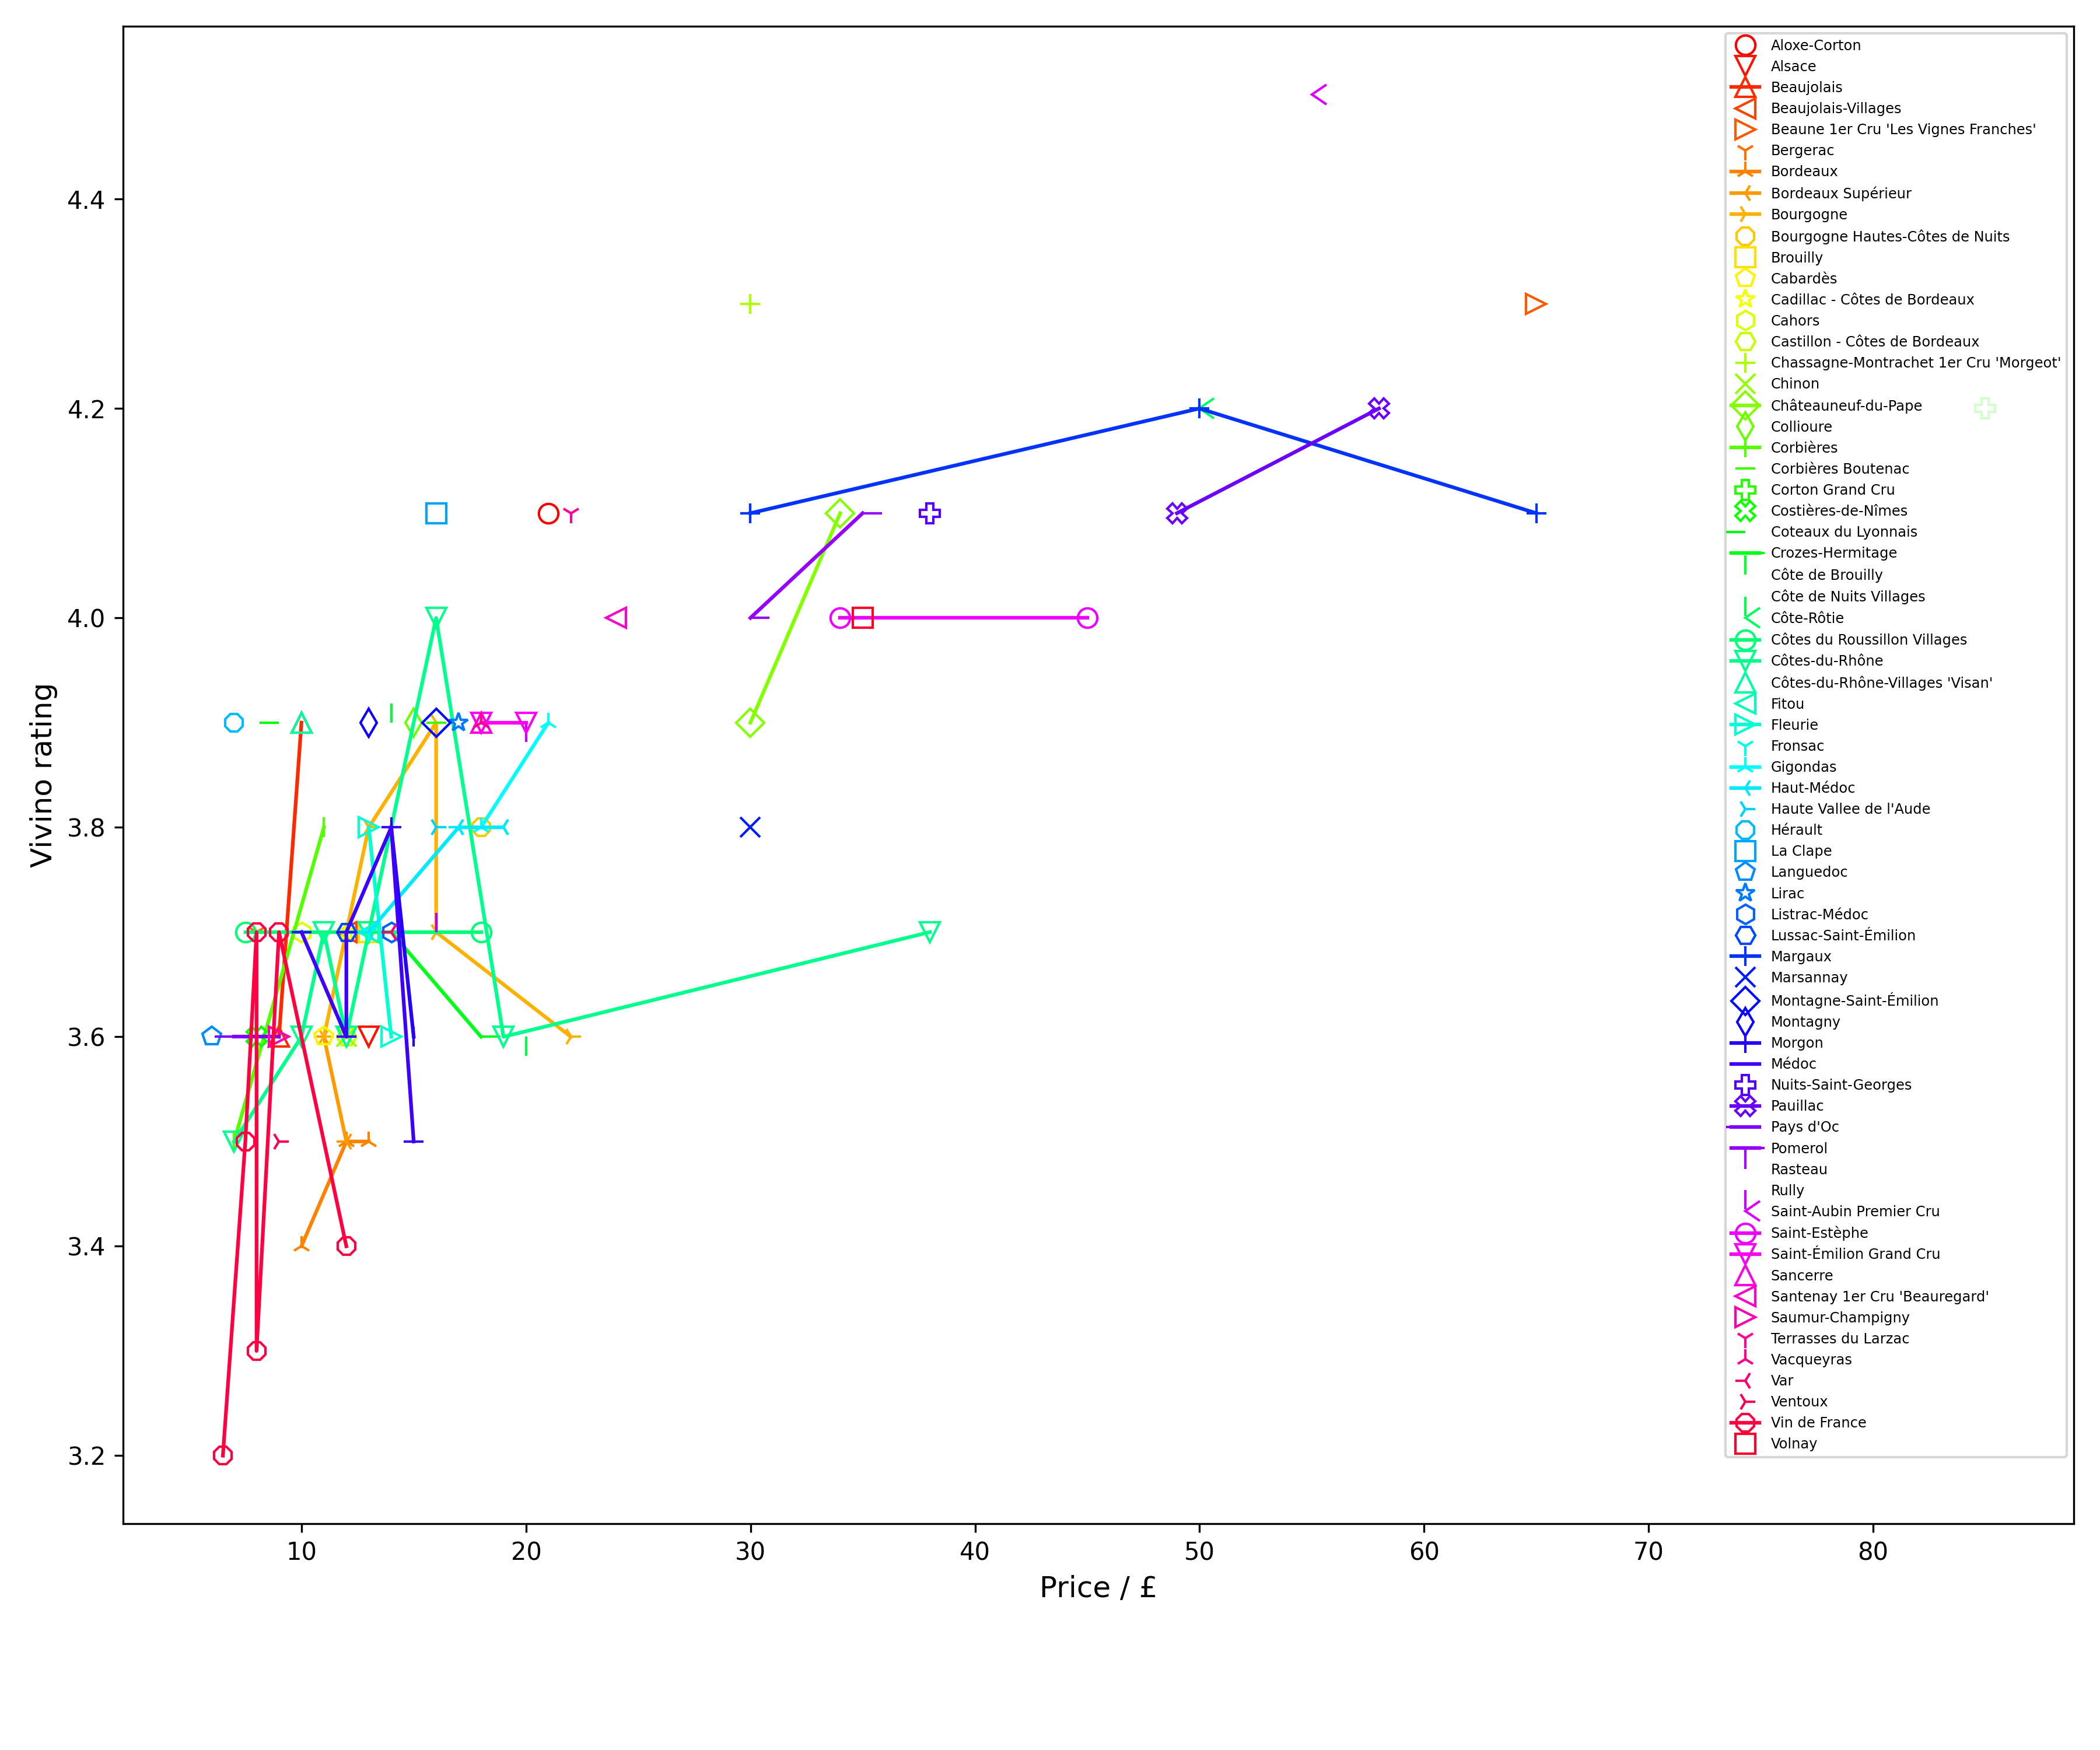 Vivino rating
4.4
4.2
4.0
3.8
3.6
3.4
3.2
10 20 30 40 50 60 70 80
Price / £
Aloxe-Corton
Alsace
Beaujolais
Beaujolais-Villages
Beaune 1er Cru 'Les Vignes Franches'
Bergerac
Bordeaux
Bordeaux Supérieur
Bourgogne
Bourgogne Hautes-Côtes de Nuits
Brouilly
Cabardès
Cadillac - Côtes de Bordeaux
Cahors
Castillon - Côtes de Bordeaux
Chassagne-Montrachet 1er Cru 'Morgeot'
Chinon
Châteauneuf-du-Pape
Collioure
Corbières
Corbières Boutenac
Corton Grand Cru
Costières-de-Nîmes
Coteaux du Lyonnais
Crozes-Hermitage
Côte de Brouilly
Côte de Nuits Villages
Côte-Rôtie
Côtes du Roussillon Villages
Côtes-du-Rhône
Côtes-du-Rhône-Villages 'Visan'
Fitou
Fleurie
Fronsac
Gigondas
Haut-Médoc
Haute Vallee de l'Aude
Hérault
La Clape
Languedoc
Lirac
Listrac-Médoc
Lussac-Saint-Émilion
Margaux
Marsannay
Montagne-Saint-Émilion
Montagny
Morgon
Médoc
Nuits-Saint-Georges
Pauillac
Pays d'Oc
Pomerol
Rasteau
Rully
Saint-Aubin Premier Cru
Saint-Estèphe
Saint-Émilion Grand Cru
Sancerre
Santenay 1er Cru 'Beauregard'
Saumur-Champigny
Terrasses du Larzac
Vacqueyras
Var
Ventoux
Vin de France
Volnay